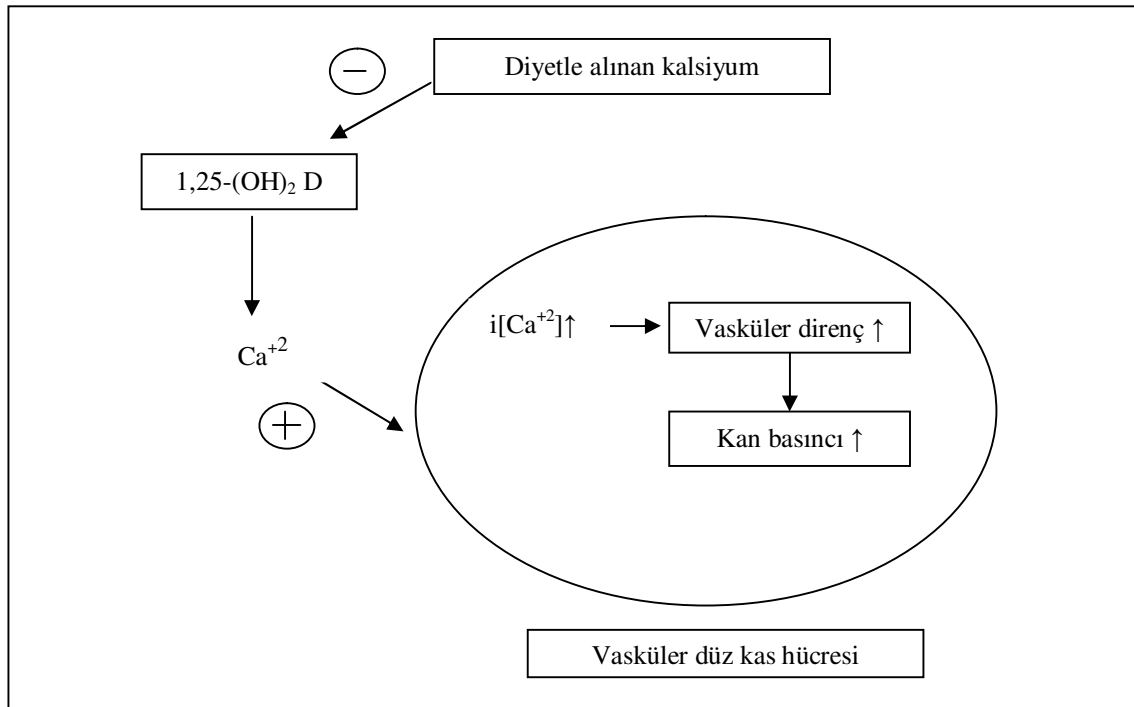 −
Diyetle alınan kalsiyum
1,25-(OH)₂ D
Ca⁺²
+
i[Ca⁺²]↑
Vasküler direnç ↑
Kan basıncı ↑
Vasküler düz kas hücresi